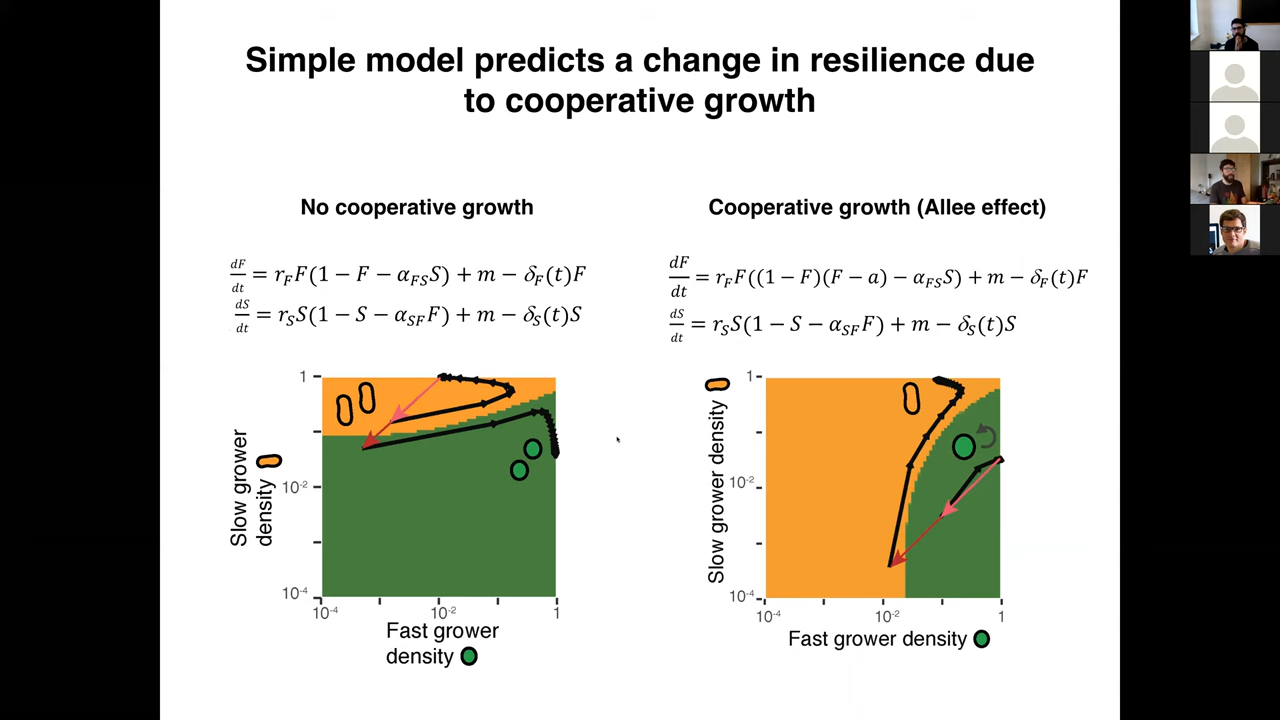 Simple model predicts a change in resilience due
to cooperative growth
No cooperative growth
dF/dt = r_F F(1 − F − α_FS S) + m − δ_F(t)F
dS/dt = r_S S(1 − S − α_SF F) + m − δ_S(t)S
1
10⁻²
10⁻⁴
Slow grower
density
10⁻⁴
10⁻²
1
Fast grower
density
Cooperative growth (Allee effect)
dF/dt = r_F F((1 − F)(F − a) − α_FS S) + m − δ_F(t)F
dS/dt = r_S S(1 − S − α_SF F) + m − δ_S(t)S
1
10⁻²
10⁻⁴
Slow grower density
10⁻⁴
10⁻²
1
Fast grower density